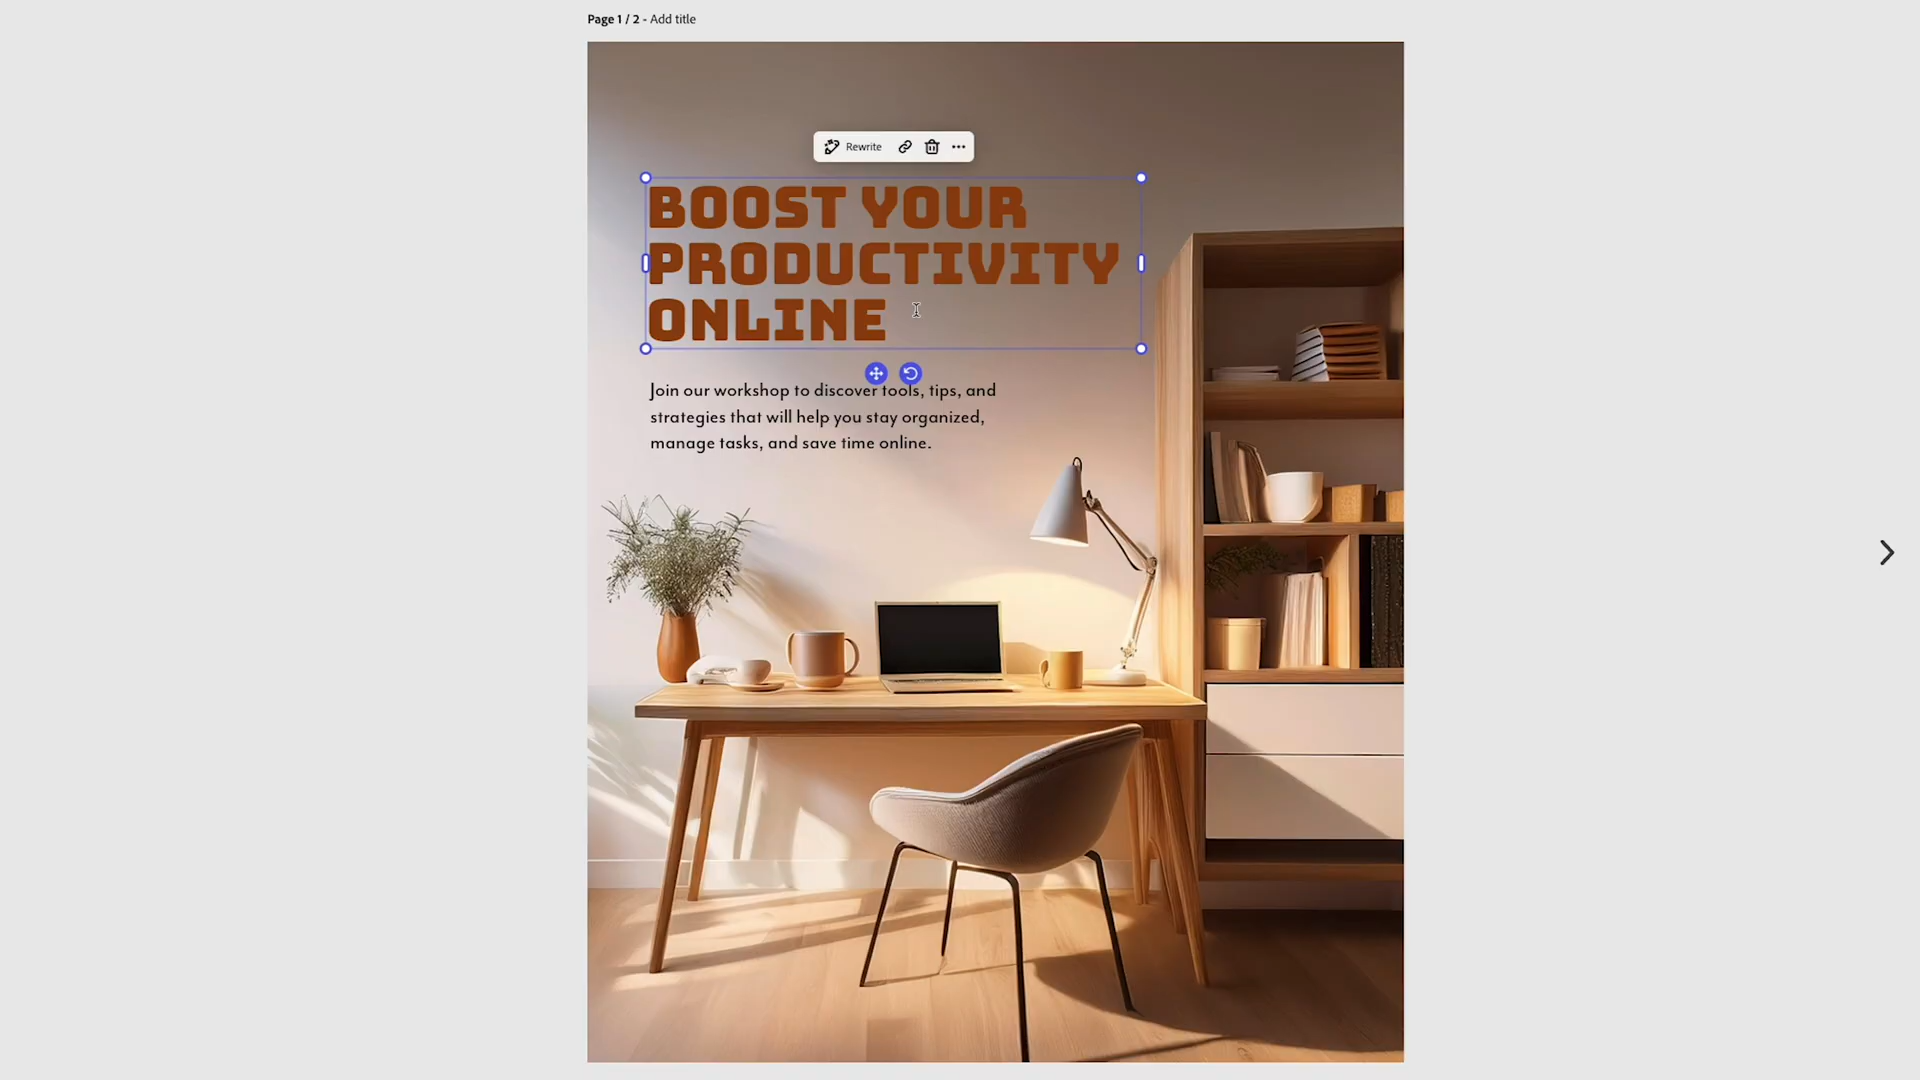 Page 1 / 2 - Add title
Rewrite
BOOST YOUR
PRODUCTIVITY
ONLINE
Join our workshop to discover tools, tips, and
strategies that will help you stay organized,
manage tasks, and save time online.